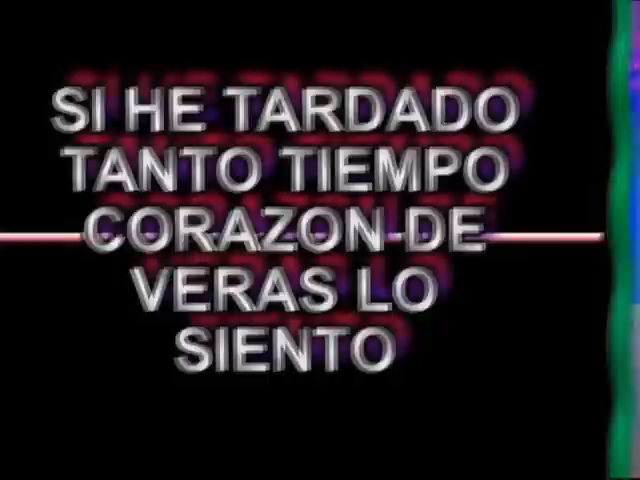 SI HE TARDADO
TANTO TIEMPO
CORAZON DE
VERAS LO
SIENTO